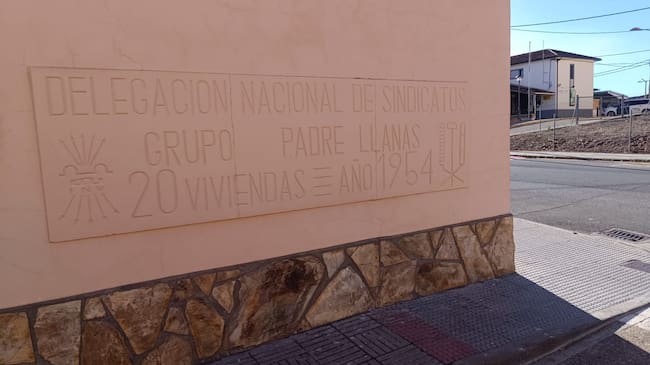 DELEGACION NACIONAL DE SINDICATOS
GRUPO PADRE LLANAS
20 VIVIENDAS AÑO 1954